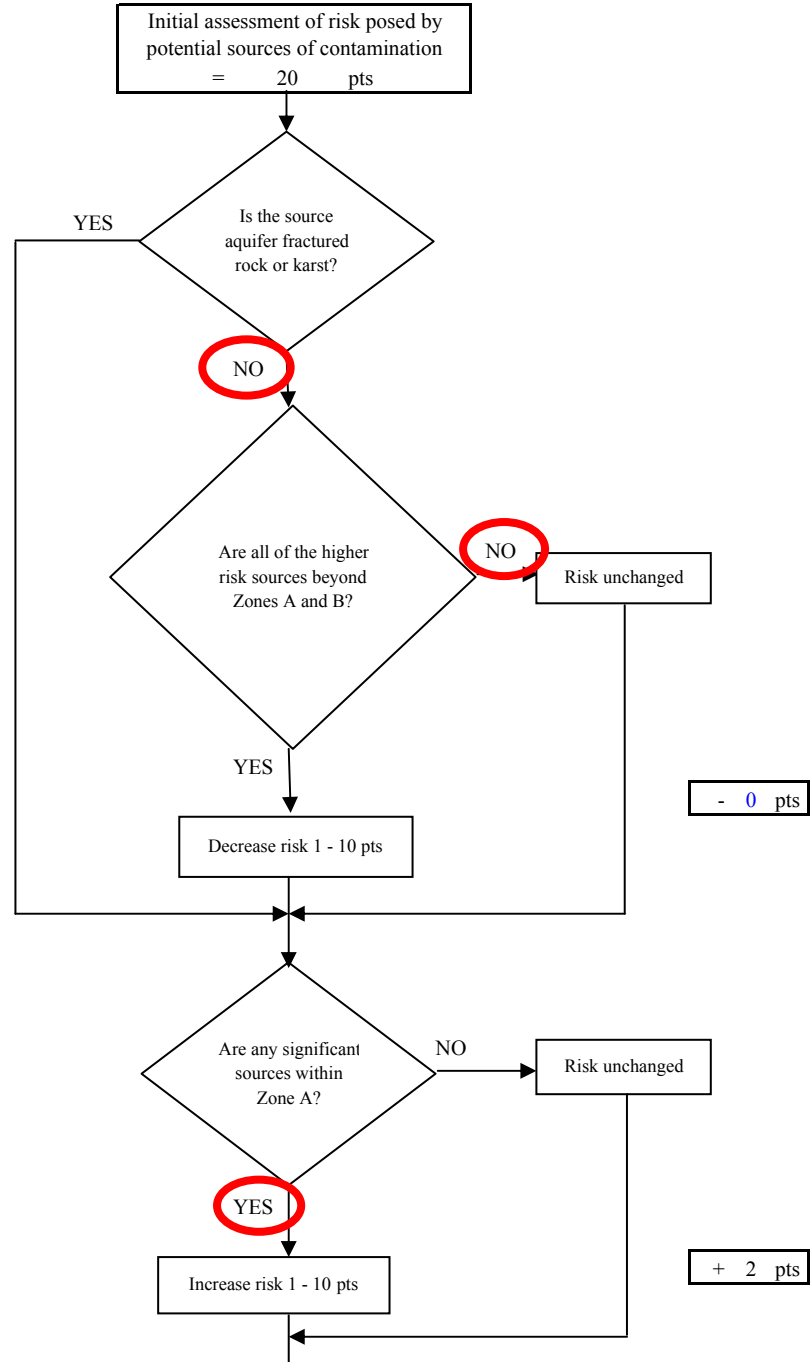 Initial assessment of risk posed by
potential sources of contamination
= 20 pts
YES
Is the source
aquifer fractured
rock or karst?
NO
Are all of the higher
risk sources beyond
Zones A and B?
NO
Risk unchanged
YES
- 0 pts
Decrease risk 1 - 10 pts
Are any significant
sources within
Zone A?
NO
Risk unchanged
YES
Increase risk 1 - 10 pts
+ 2 pts